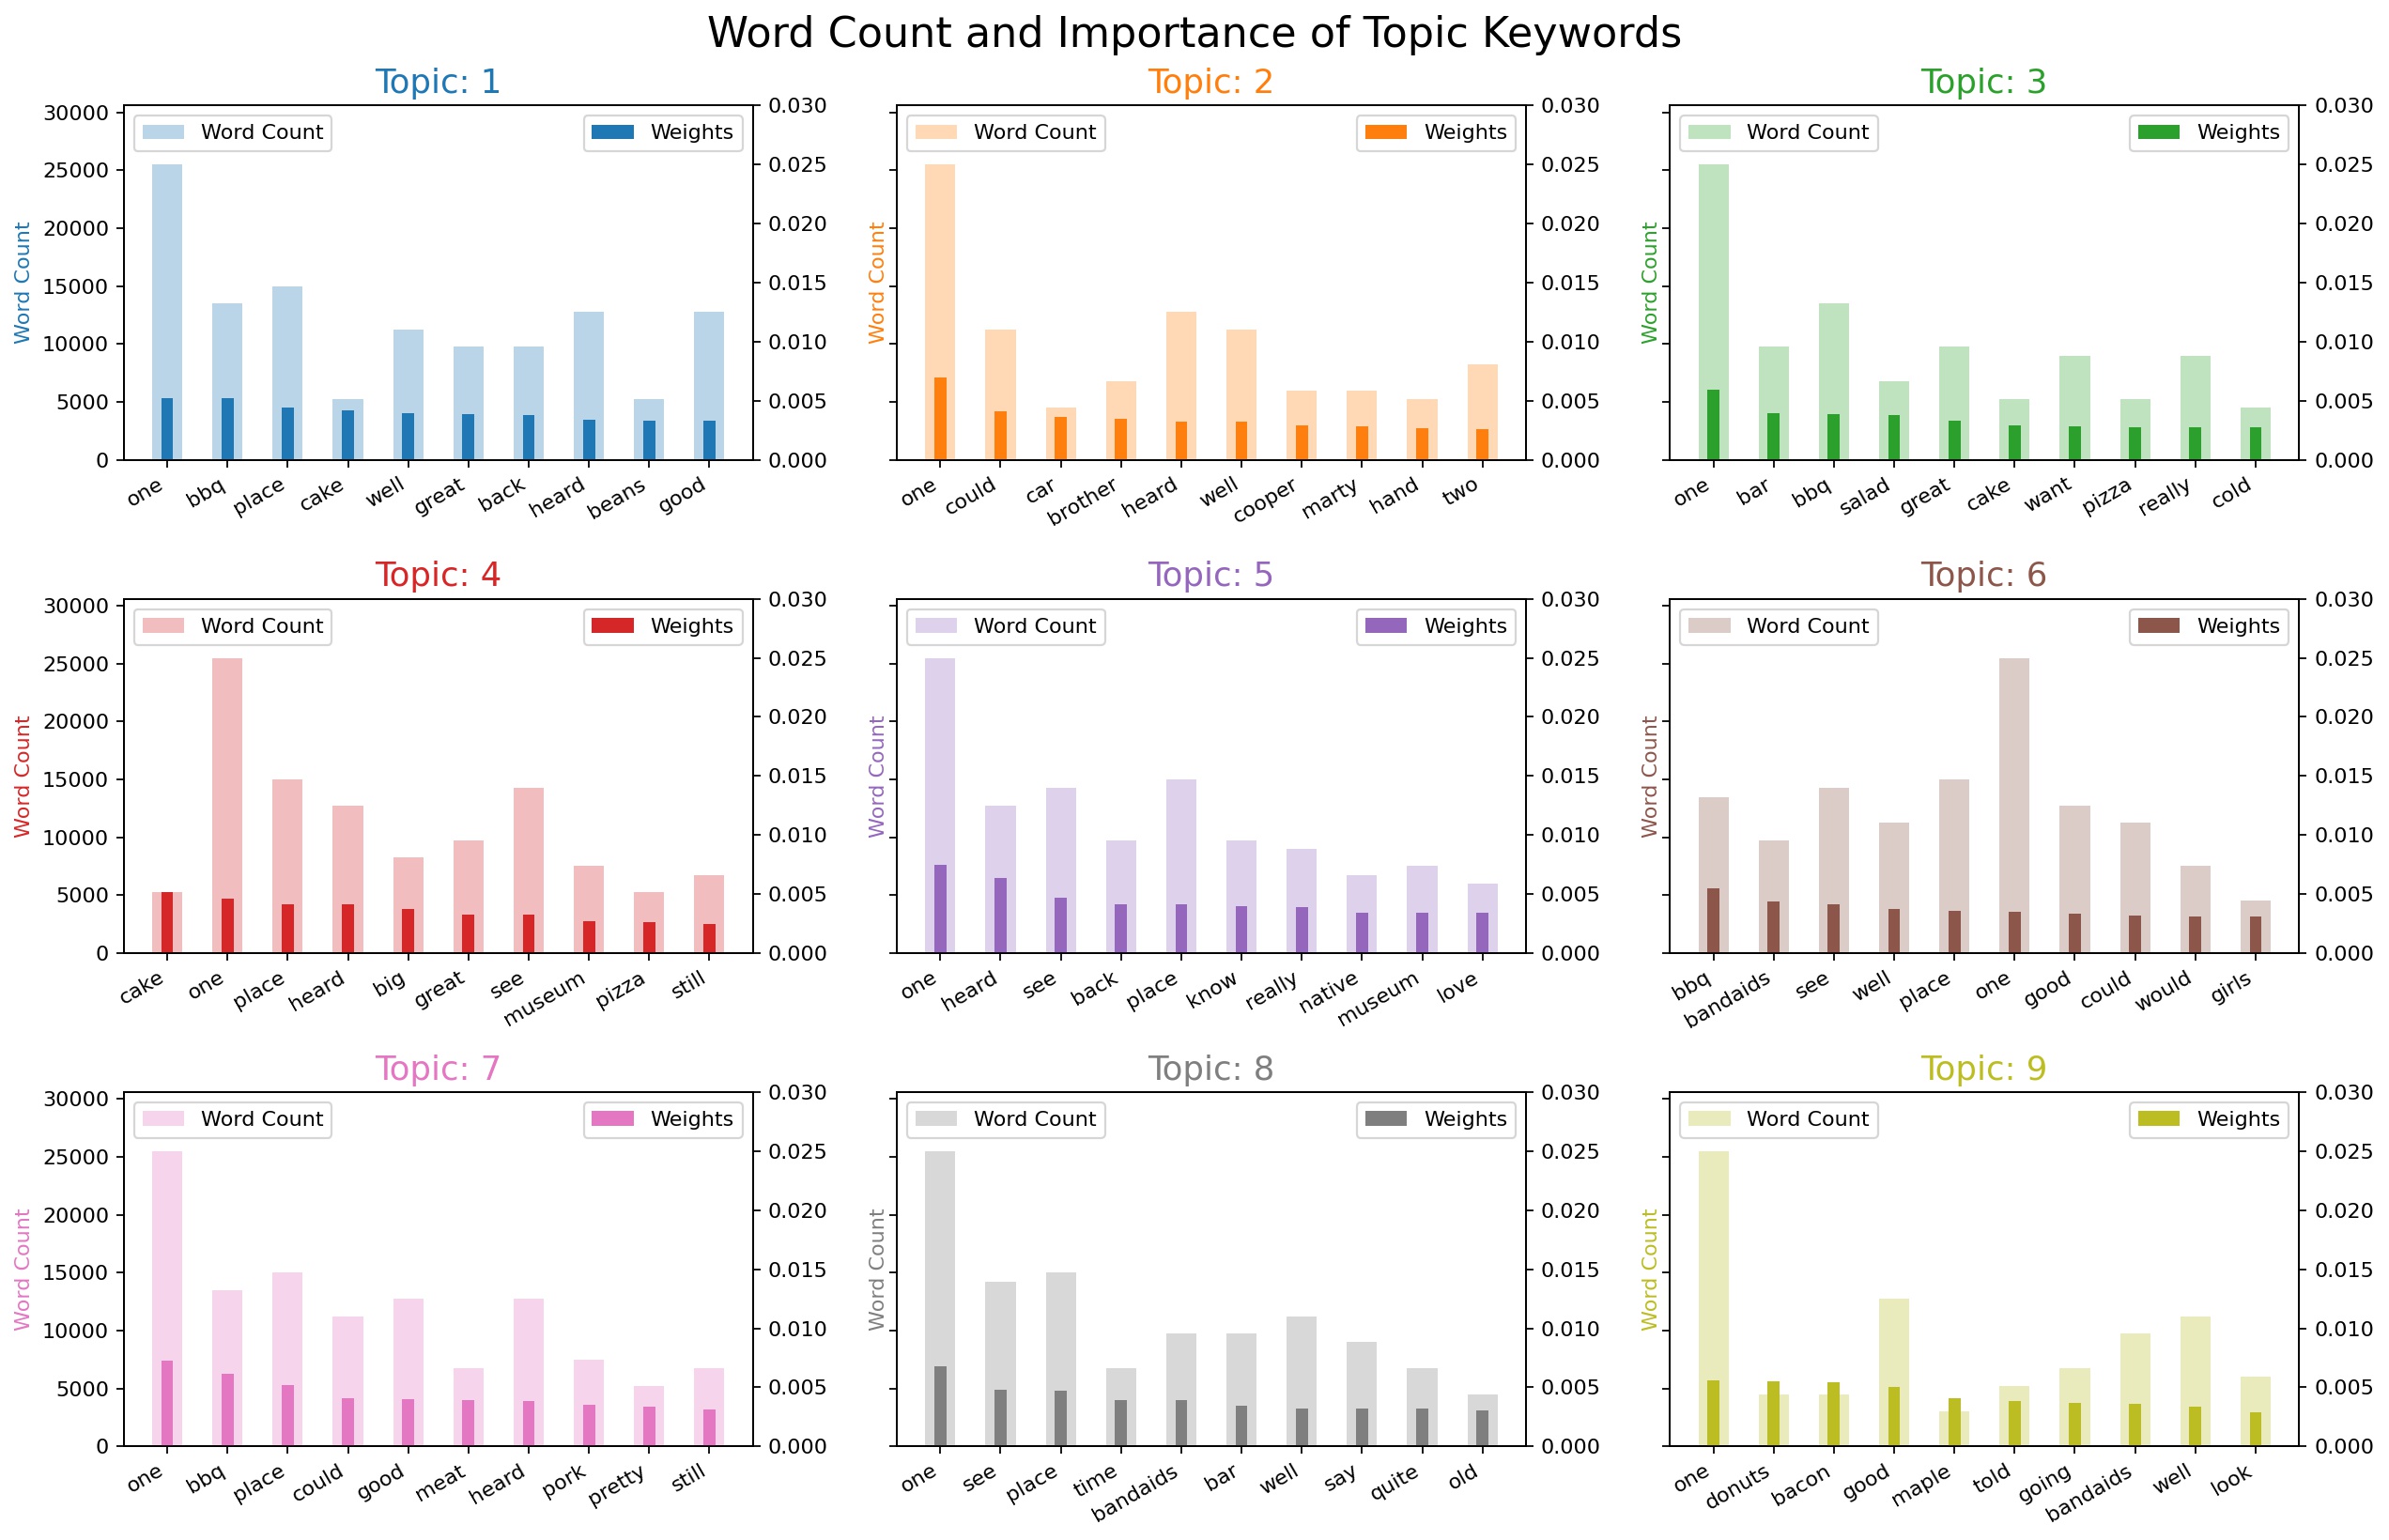 Word Count and Importance of Topic Keywords
Topic: 1
Word Count
Weights
Word Count
30000
25000
20000
15000
10000
5000
0
0.030
0.025
0.020
0.015
0.010
0.005
0.000
one bbq place cake well great back heard beans good
Topic: 2
Word Count
Weights
Word Count
0.030
0.025
0.020
0.015
0.010
0.005
0.000
one could car brother heard well cooper marty hand two
Topic: 3
Word Count
Weights
Word Count
0.030
0.025
0.020
0.015
0.010
0.005
0.000
one bar bbq salad great cake want pizza really cold
Topic: 4
Word Count
Weights
Word Count
30000
25000
20000
15000
10000
5000
0
0.030
0.025
0.020
0.015
0.010
0.005
0.000
cake one place heard big great see museum pizza still
Topic: 5
Word Count
Weights
Word Count
0.030
0.025
0.020
0.015
0.010
0.005
0.000
one heard see back place know really native museum love
Topic: 6
Word Count
Weights
Word Count
0.030
0.025
0.020
0.015
0.010
0.005
0.000
bbq bandaids see well place one good could would girls
Topic: 7
Word Count
Weights
Word Count
30000
25000
20000
15000
10000
5000
0
0.030
0.025
0.020
0.015
0.010
0.005
0.000
one bbq place could good meat heard pork pretty still
Topic: 8
Word Count
Weights
Word Count
0.030
0.025
0.020
0.015
0.010
0.005
0.000
one see place time bandaids bar well say quite old
Topic: 9
Word Count
Weights
Word Count
0.030
0.025
0.020
0.015
0.010
0.005
0.000
one donuts bacon good maple told going bandaids well look